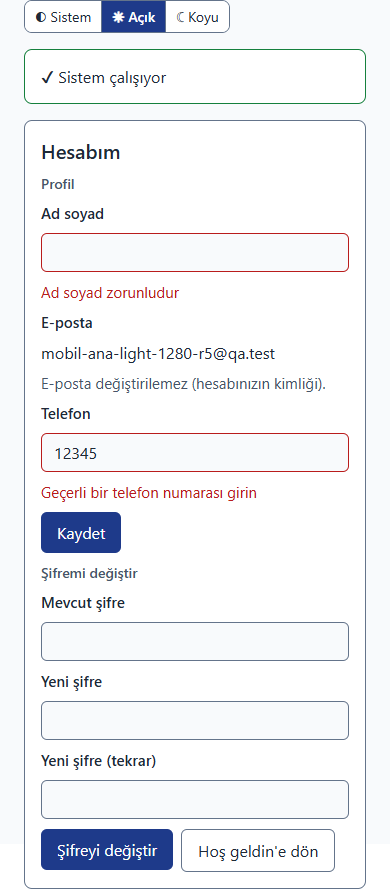 Sistem Açık Koyu
✓ Sistem çalışıyor
Hesabım
Profil
Ad soyad
Ad soyad zorunludur
E-posta
mobil-ana-light-1280-r5@qa.test
E-posta değiştirilemez (hesabınızın kimliği).
Telefon
12345
Geçerli bir telefon numarası girin
Kaydet
Şifremi değiştir
Mevcut şifre
Yeni şifre
Yeni şifre (tekrar)
Şifreyi değiştir Hoş geldin'e dön